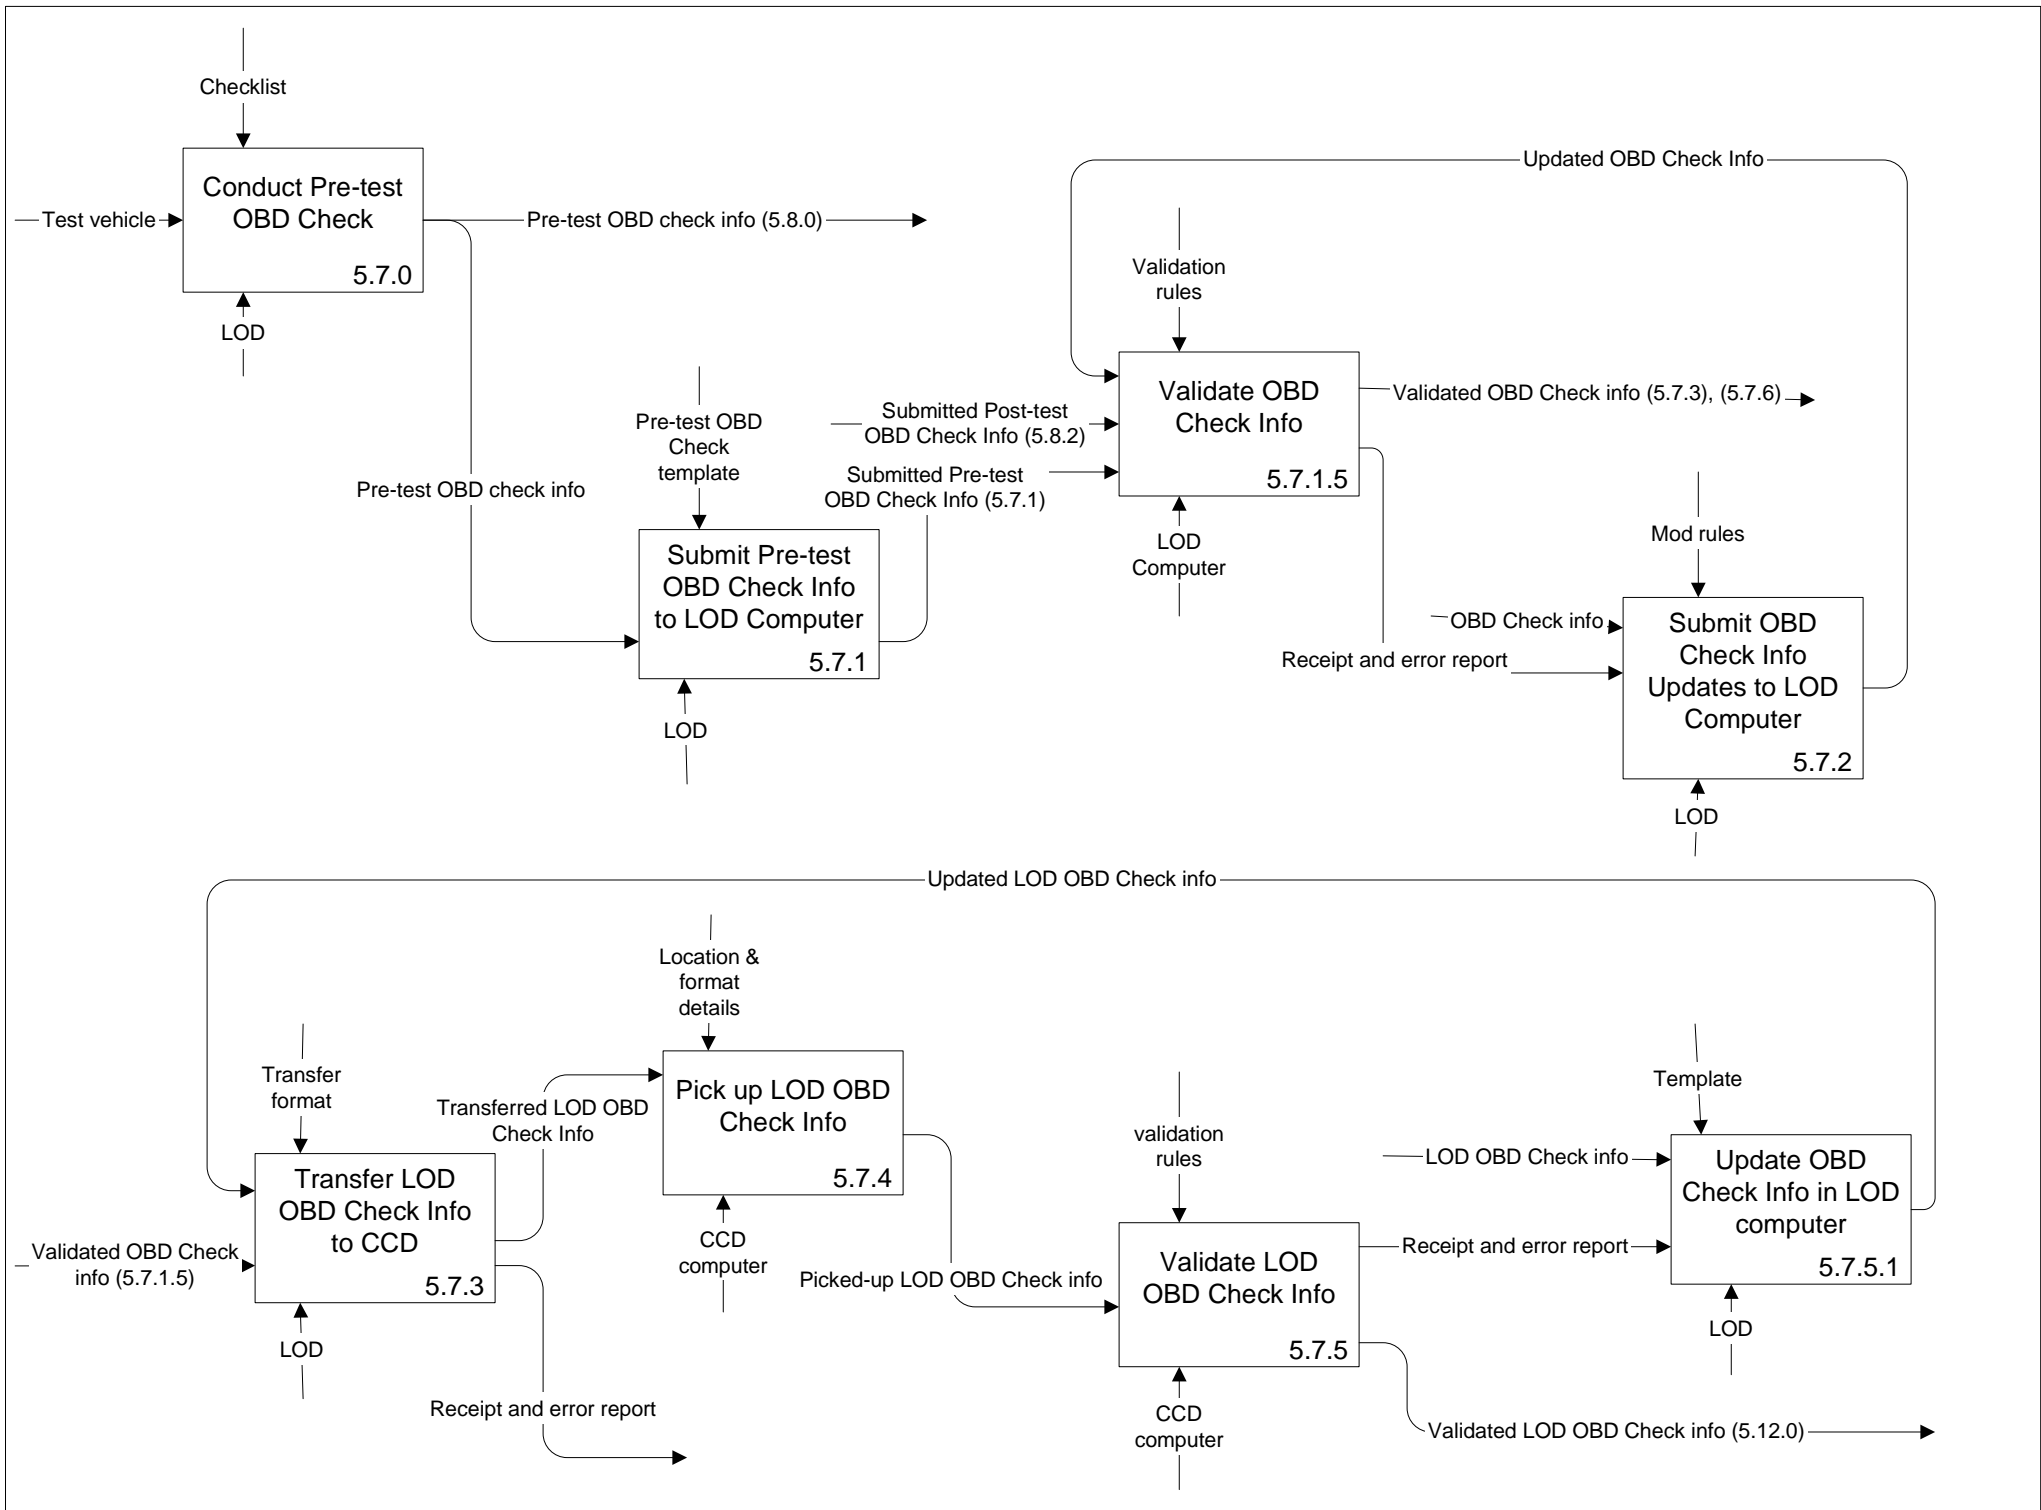 Checklist
Conduct Pre-test
OBD Check
5.7.0
Test vehicle
Pre-test OBD check info (5.8.0)
LOD
Pre-test OBD check info
Pre-test OBD
Check
template
Submit Pre-test
OBD Check Info
to LOD Computer
5.7.1
LOD
Updated OBD Check Info
Validation
rules
Submitted Post-test
OBD Check Info (5.8.2)
Submitted Pre-test
OBD Check Info (5.7.1)
Validate OBD
Check Info
5.7.1.5
Validated OBD Check info (5.7.3), (5.7.6)
LOD
Computer
Mod rules
OBD Check info
Receipt and error report
Submit OBD
Check Info
Updates to LOD
Computer
5.7.2
LOD
Updated LOD OBD Check info
Transfer
format
Validated OBD Check
info (5.7.1.5)
Transfer LOD
OBD Check Info
to CCD
5.7.3
LOD
Transferred LOD OBD
Check Info
Receipt and error report
Location &
format
details
Pick up LOD OBD
Check Info
5.7.4
CCD
computer
Picked-up LOD OBD Check info
validation
rules
Validate LOD
OBD Check Info
5.7.5
CCD
computer
LOD OBD Check info
Receipt and error report
Validated LOD OBD Check info (5.12.0)
Template
Update OBD
Check Info in LOD
computer
5.7.5.1
LOD